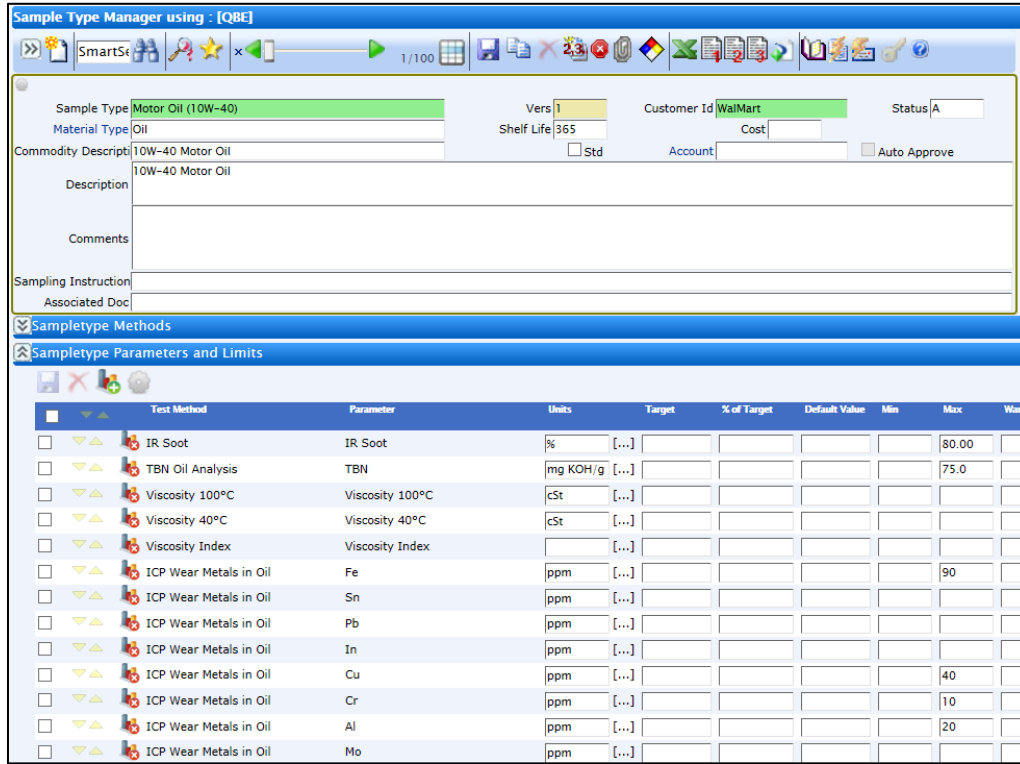 Sample Type Manager using : [QBE]
SmartSe x 1/100 2,3
Sample Type Motor Oil (10W-40) Vers 1 Customer Id WalMart Status A
Material Type Oil Shelf Life 365 Cost
Commodity Descripti 10W-40 Motor Oil Std Account Auto Approve
Description 10W-40 Motor Oil
Comments
Sampling Instruction
Associated Doc
Sampletype Methods
Sampletype Parameters and Limits
Test Method Parameter Units Target % of Target Default Value Min Max War
IR Soot IR Soot % [...] 80.00
TBN Oil Analysis TBN mg KOH/g [...] 75.0
Viscosity 100°C Viscosity 100°C cSt [...]
Viscosity 40°C Viscosity 40°C cSt [...]
Viscosity Index Viscosity Index [...]
ICP Wear Metals in Oil Fe ppm [...] 90
ICP Wear Metals in Oil Sn ppm [...]
ICP Wear Metals in Oil Pb ppm [...]
ICP Wear Metals in Oil In ppm [...]
ICP Wear Metals in Oil Cu ppm [...] 40
ICP Wear Metals in Oil Cr ppm [...] 10
ICP Wear Metals in Oil Al ppm [...] 20
ICP Wear Metals in Oil Mo ppm [...]